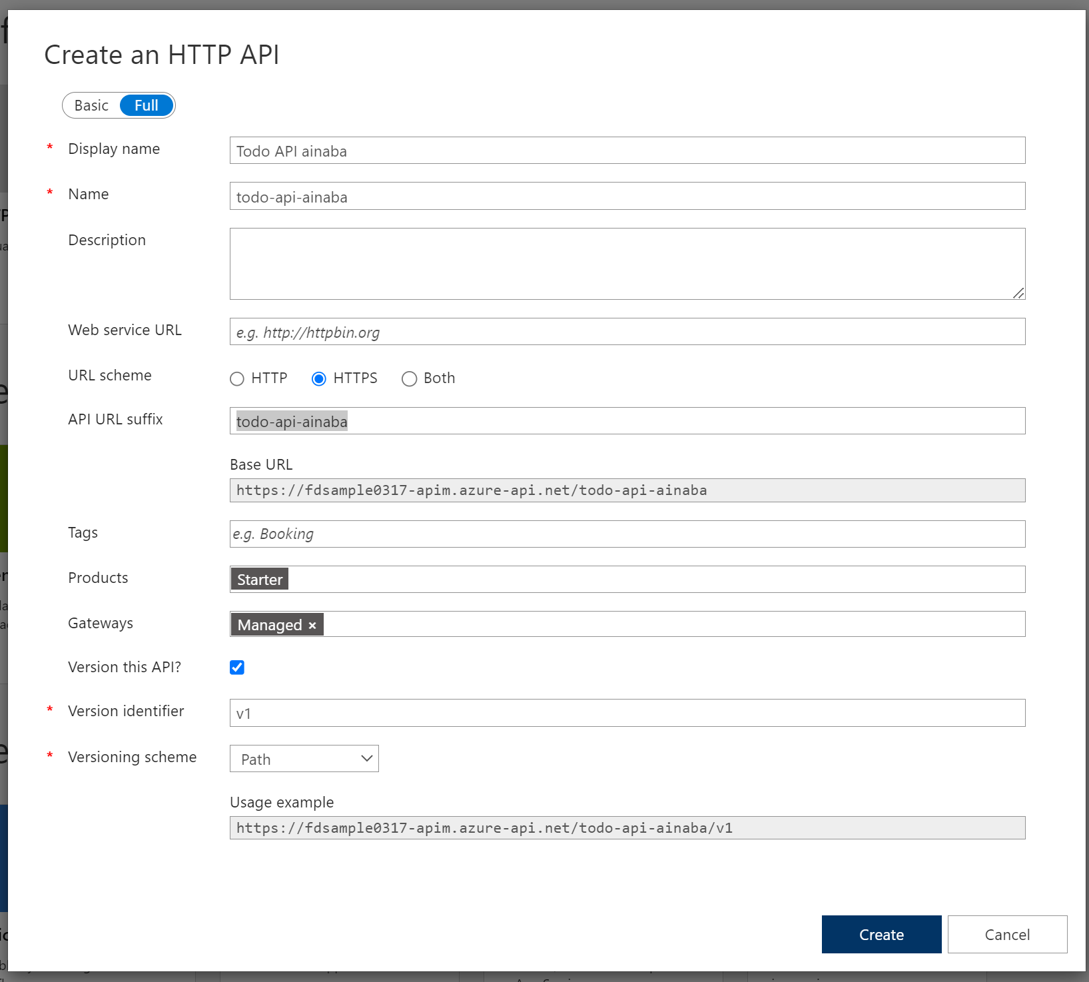 Create an HTTP API
Basic Full
* Display name Todo API ainaba
* Name todo-api-ainaba
Description
Web service URL e.g. http://httpbin.org
URL scheme HTTP HTTPS Both
API URL suffix todo-api-ainaba
Base URL
https://fdsample0317-apim.azure-api.net/todo-api-ainaba
Tags e.g. Booking
Products Starter
Gateways Managed ×
Version this API?
* Version identifier v1
* Versioning scheme Path
Usage example
https://fdsample0317-apim.azure-api.net/todo-api-ainaba/v1
Create Cancel